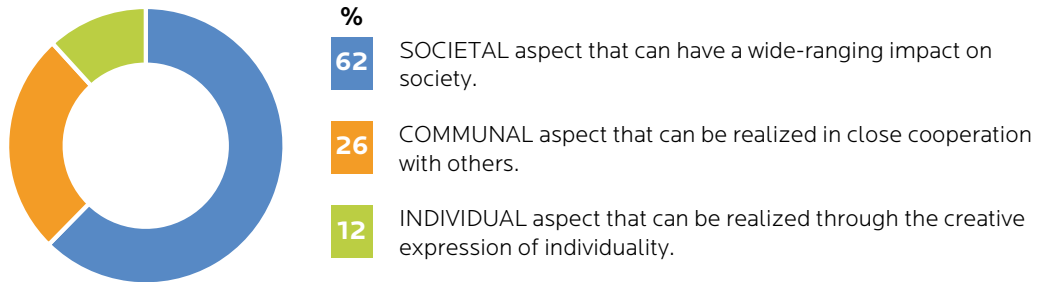 %
62
SOCIETAL aspect that can have a wide-ranging impact on
society.
26
COMMUNAL aspect that can be realized in close cooperation
with others.
12
INDIVIDUAL aspect that can be realized through the creative
expression of individuality.